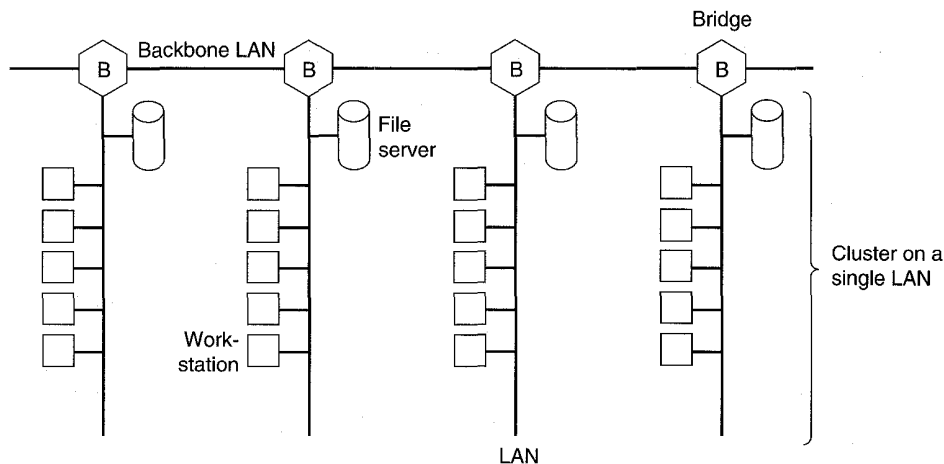 Bridge
Backbone LAN
B
B
B
B
File
server
Cluster on a
single LAN
Work-
station
LAN